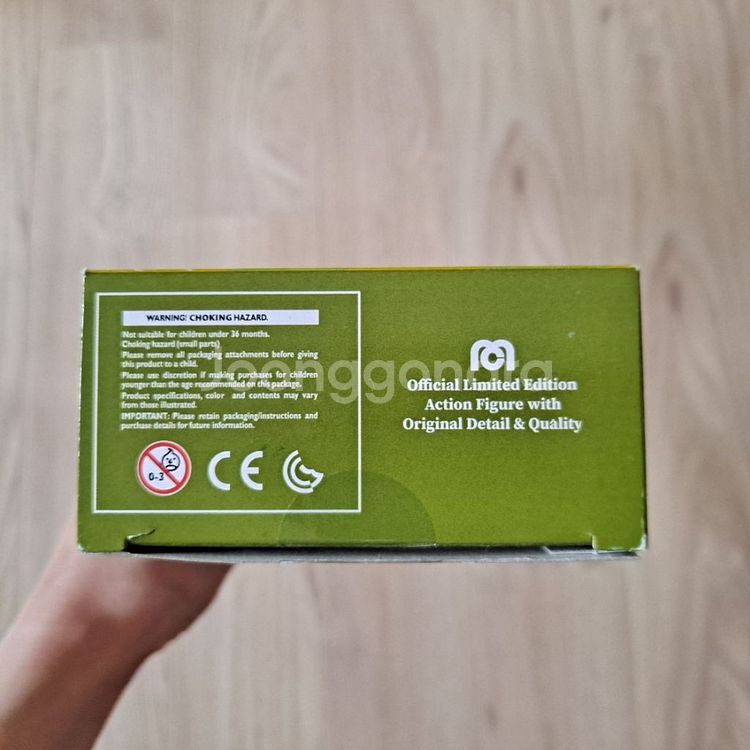 WARNING! CHOKING HAZARD.
Not suitable for children under 36 months.
Choking hazard (small parts)
Please remove all packaging attachments before giving
this product to a child.
Please use discretion if making purchases for children
younger than the age recommended on this package.
Product specifications, color and contents may vary
from those illustrated.
IMPORTANT: Please retain packaging/instructions and
purchase details for future information.
0-3
CE
Official Limited Edition
Action Figure with
Original Detail & Quality